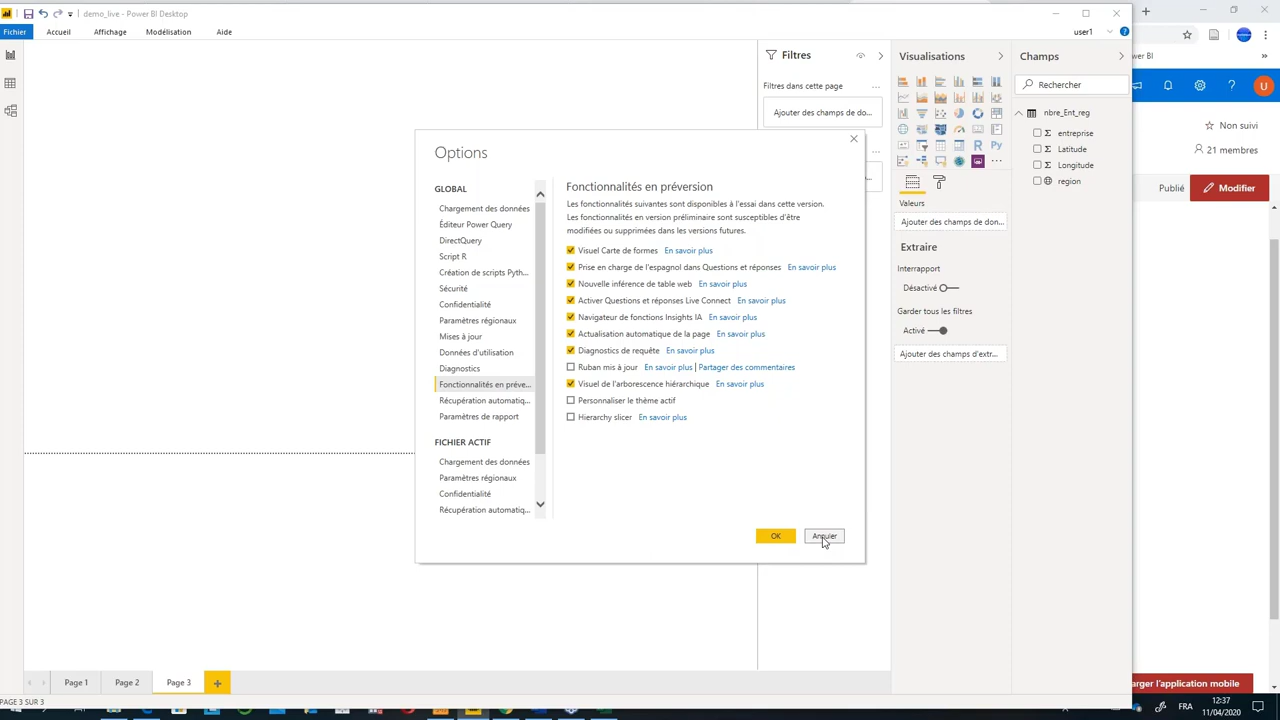 demo_live - Power BI Desktop
Fichier
Accueil
Affichage
Modélisation
Aide
user1
Filtres
Filtres dans cette page
...
Ajouter des champs de do...
...
Visualisations
R
Py
...
Valeurs
Ajouter des champs de don...
Extraire
Interrapport
Désactivé
Garder tous les filtres
Activé
Ajouter des champs d'extr...
Champs
Rechercher
nbre_Ent_reg
entreprise
Latitude
Longitude
region
wer BI
U
Non suivi
21 membres
Publié
Modifier
Options
GLOBAL
Chargement des données
Éditeur Power Query
DirectQuery
Script R
Création de scripts Pyth...
Sécurité
Confidentialité
Paramètres régionaux
Mises à jour
Données d'utilisation
Diagnostics
Fonctionnalités en préve...
Récupération automatiq...
Paramètres de rapport
FICHIER ACTIF
Chargement des données
Paramètres régionaux
Confidentialité
Récupération automatiq...
Fonctionnalités en préversion
Les fonctionnalités suivantes sont disponibles à l'essai dans cette version.
Les fonctionnalités en version préliminaire sont susceptibles d'être
modifiées ou supprimées dans les versions futures.
Visuel Carte de formes En savoir plus
Prise en charge de l'espagnol dans Questions et réponses En savoir plus
Nouvelle inférence de table web En savoir plus
Activer Questions et réponses Live Connect En savoir plus
Navigateur de fonctions Insights IA En savoir plus
Actualisation automatique de la page En savoir plus
Diagnostics de requête En savoir plus
Ruban mis à jour En savoir plus | Partager des commentaires
Visuel de l'arborescence hiérarchique En savoir plus
Personnaliser le thème actif
Hierarchy slicer En savoir plus
OK
Annuler
Page 1
Page 2
Page 3
PAGE 3 SUR 3
arger l'application mobile
FRA
12:37
11/04/2020